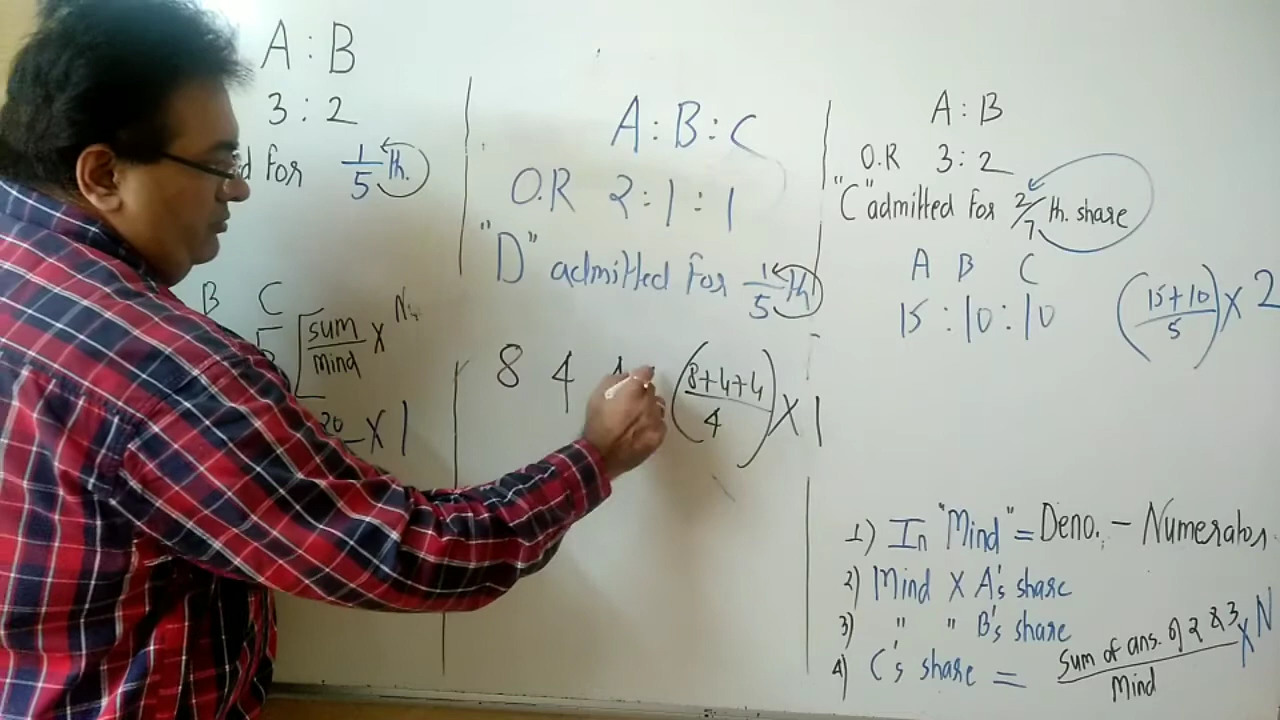 A : B
3 : 2
for 1/5 th.
B C
[sum/mind X
20 X 1
A : B : C
O.R 2 : 1 : 1
"D" admitted for 1/5 th
8 4 (8+4+4/4) X 1
A : B
O.R 3 : 2
"C" admitted for 2/7 th. share
A B C
15 : 10 : 10 (15+10/5) X 2
1) In "Mind" = Deno. – Numerator.
2) Mind X A's share
3) " " B's share
4) C's share = Sum of ans. of 2 & 3/Mind X N